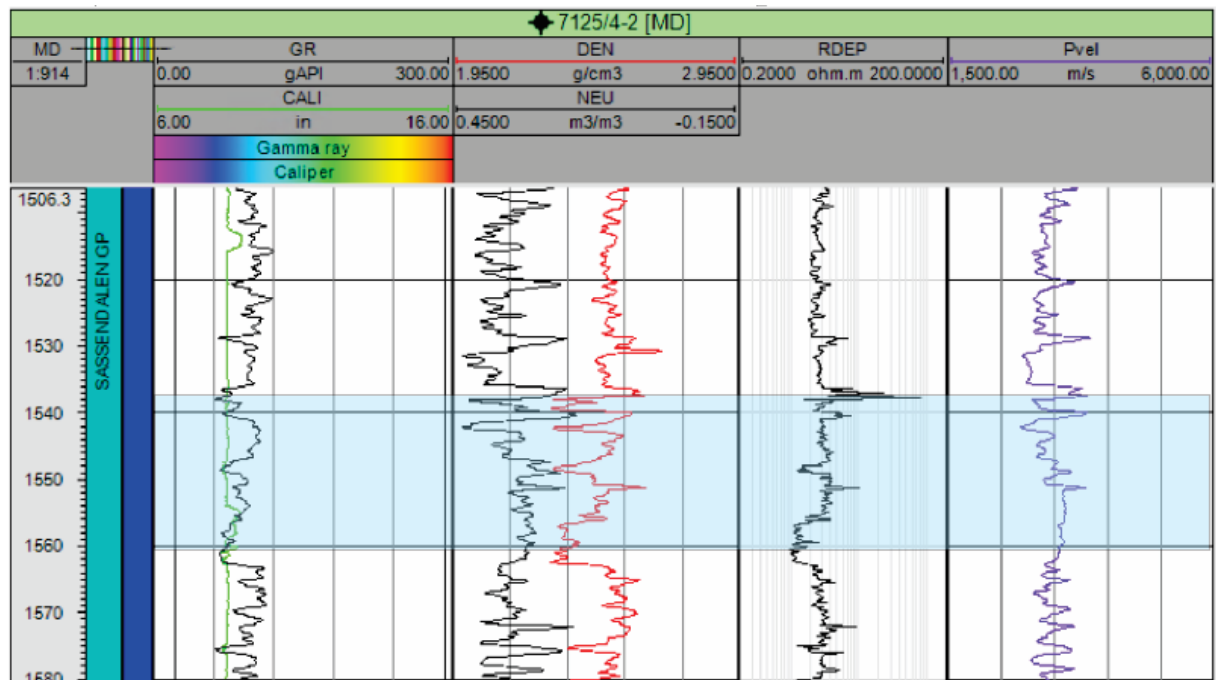 7125/4-2 [MD]
MD GR DEN RDEP Pvel
1:914 0.00 gAPI 300.00 1.9500 g/cm3 2.9500 0.2000 ohm.m 200.0000 1,500.00 m/s 6,000.00
CALI NEU
6.00 in 16.00 0.4500 m3/m3 -0.1500
Gamma ray
Caliper
1506.3
SASSENDALEN GP
1520
1530
1540
1550
1560
1570
1580